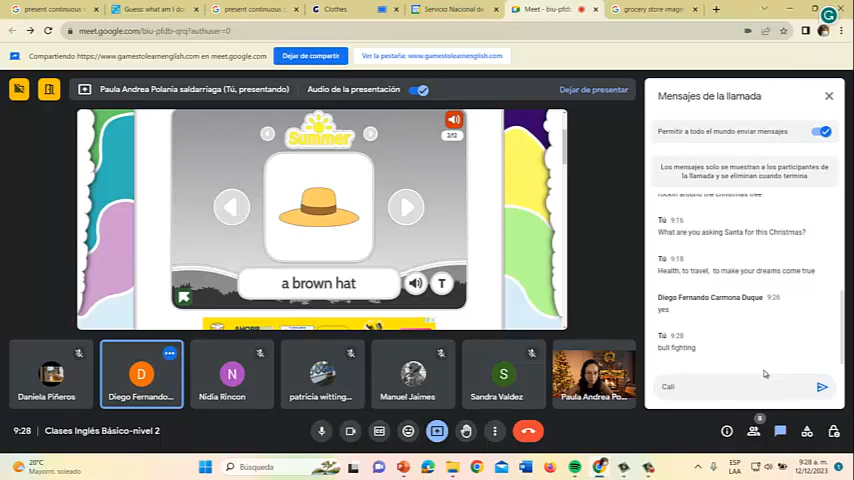 present continuous
Guess: what am I do
present continuous
Clothes
Servicio Nacional de
Meet - biu-pfdb-
grocery store image
meet.google.com/biu-pfdb-qrq?authuser=0
Compartiendo https://www.gamestolearnenglish.com en meet.google.com
Dejar de compartir
Ver la pestaña: www.gamestolearnenglish.com
Paula Andrea Polania saldarriaga (Tú, presentando)
Audio de la presentación
Dejar de presentar
Summer
2/12
a brown hat
T
Mensajes de la llamada
Permitir a todo el mundo enviar mensajes
Los mensajes solo se muestran a los participantes de
la llamada y se eliminan cuando termina
rockin around the christmas tree
Tú 9:16
What are you asking Santa for this Christmas?
Tú 9:18
Health, to travel, to make your dreams come true
Diego Fernando Carmona Duque 9:26
yes
Tú 9:28
bull fighting
Cali
D
N
S
Daniela Piñeros
Diego Fernando...
Nidia Rincon
patricia witting...
Manuel Jaimes
Sandra Valdez
Paula Andrea Po...
9:28
Clases Inglés Básico-nivel 2
8
20°C
Mayorm. soleado
Búsqueda
ESP
LAA
9:28 a. m.
12/12/2023